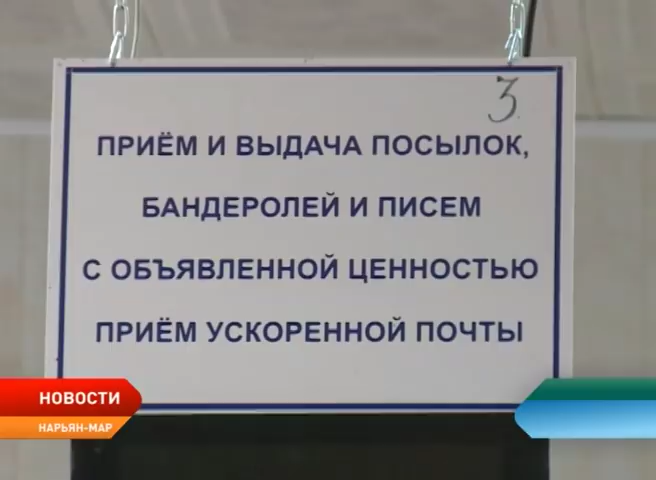 3
ПРИЁМ И ВЫДАЧА ПОСЫЛОК,
БАНДЕРОЛЕЙ И ПИСЕМ
С ОБЪЯВЛЕННОЙ ЦЕННОСТЬЮ
ПРИЁМ УСКОРЕННОЙ ПОЧТЫ
НОВОСТИ
НАРЬЯН-МАР